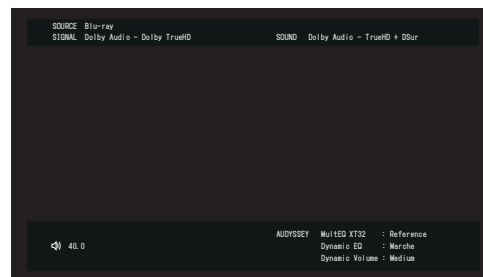 SOURCE Blu-ray
SIGNAL Dolby Audio - Dolby TrueHD SOUND Dolby Audio - TrueHD + DSur
AUDYSSEY MultEQ XT32 : Reference
40.0 Dynamic EQ : Marche
Dynamic Volume : Medium